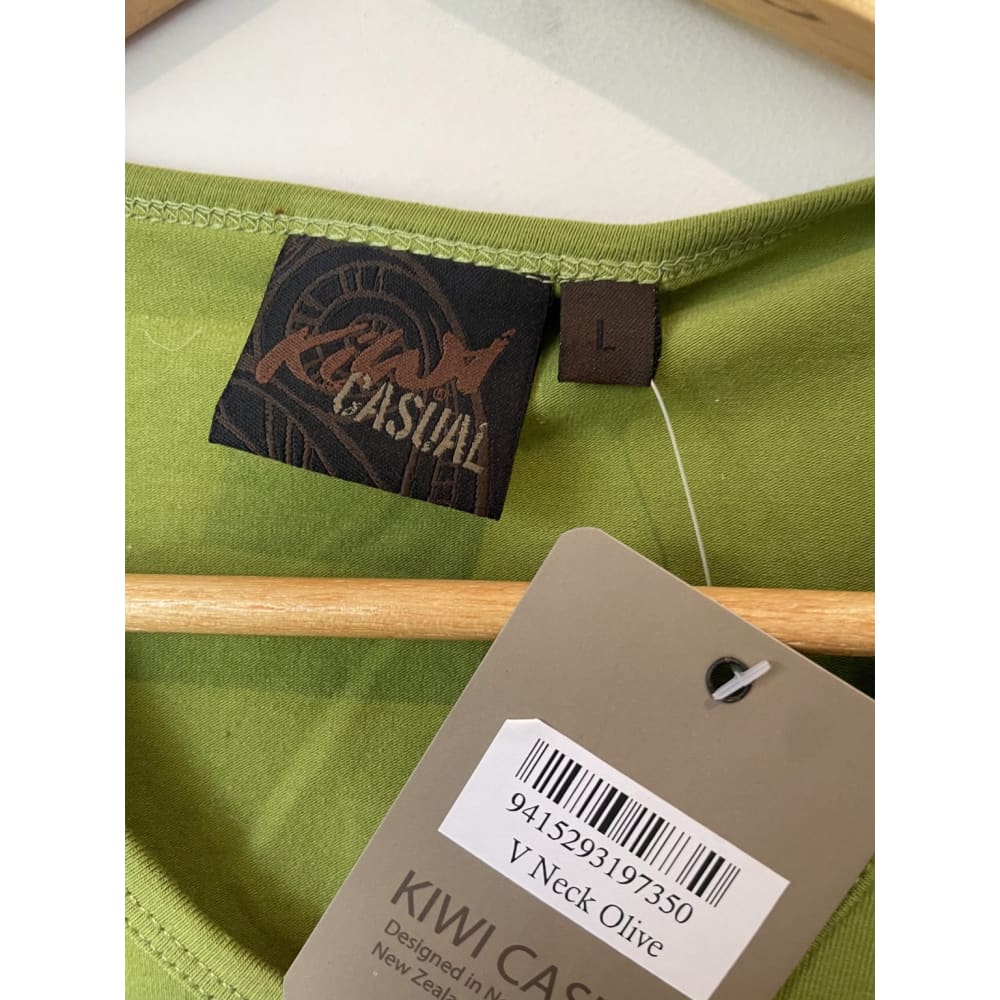 Kiwi
CASUAL
L
9415293197350
V Neck Olive
KIWI CAS
Designed in N
New Zeala